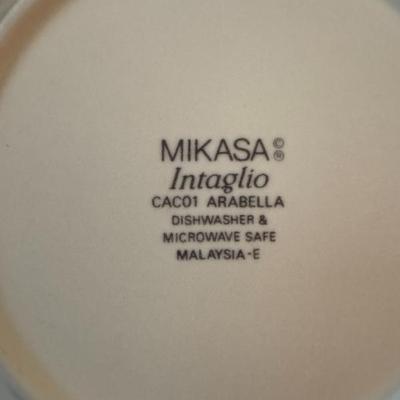 MIKASA ©®
Intaglio
CAC01 ARABELLA
DISHWASHER &
MICROWAVE SAFE
MALAYSIA-E